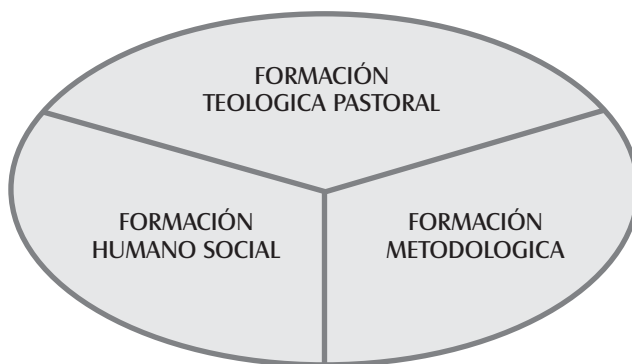 FORMACIÓN
TEOLOGICA PASTORAL
FORMACIÓN
HUMANO SOCIAL
FORMACIÓN
METODOLOGICA